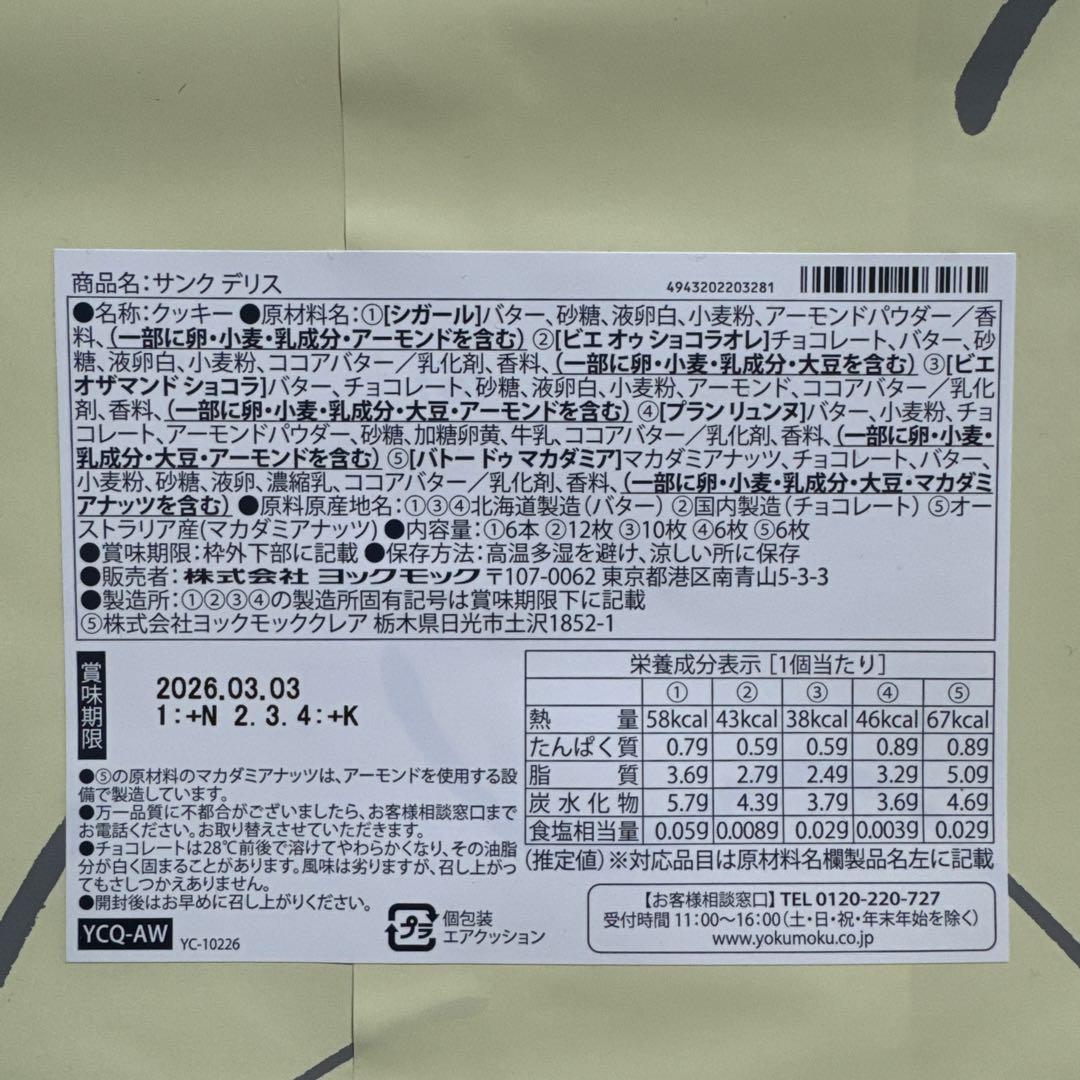 商品名:サンク デリス
4943202203281
●名称:クッキー ●原材料名:①[シガール]バター、砂糖、液卵白、小麦粉、アーモンドパウダー／香
料、(一部に卵・小麦・乳成分・アーモンドを含む) ②[ビエ オゥ ショコラオレ]チョコレート、バター、砂
糖、液卵白、小麦粉、ココアバター／乳化剤、香料、(一部に卵・小麦・乳成分・大豆を含む) ③[ビエ
オザマンド ショコラ]バター、チョコレート、砂糖、液卵白、小麦粉、アーモンド、ココアバター／乳化
剤、香料、(一部に卵・小麦・乳成分・大豆・アーモンドを含む) ④[プラン リュンヌ]バター、小麦粉、チョ
コレート、アーモンドパウダー、砂糖、加糖卵黄、牛乳、ココアバター／乳化剤、香料、(一部に卵・小麦・
乳成分・大豆・アーモンドを含む) ⑤[バトー ドゥ マカダミア]マカダミアナッツ、チョコレート、バター、
小麦粉、砂糖、液卵、濃縮乳、ココアバター／乳化剤、香料、(一部に卵・小麦・乳成分・大豆・マカダミ
アナッツを含む) ●原料原産地名:①③④北海道製造(バター) ②国内製造(チョコレート) ⑤オー
ストラリア産(マカダミアナッツ) ●内容量:①6本 ②12枚 ③10枚 ④6枚 ⑤6枚
●賞味期限:枠外下部に記載 ●保存方法:高温多湿を避け、涼しい所に保存
●販売者:株式会社 ヨックモック 〒107-0062 東京都港区南青山5-3-3
●製造所:①②③④の製造所固有記号は賞味期限下に記載
⑤株式会社ヨックモッククレア 栃木県日光市土沢1852-1
賞味期限
2026.03.03
1:+N 2.3.4:+K
●⑤の原材料のマカダミアナッツは、アーモンドを使用する設
備で製造しています。
●万一品質に不都合がございましたら、お客様相談窓口まで
お電話ください。お取り替えさせていただきます。
●チョコレートは28℃前後で溶けてやわらかくなり、その油脂
分が白く固まることがあります。風味は劣りますが、召し上がっ
てもさしつかえありません。
●開封後はお早めに召し上がりください。
YCQ-AW YC-10226
プラ
個包装
エアクッション
栄養成分表示 [1個当たり]
① ② ③ ④ ⑤
熱量 58kcal 43kcal 38kcal 46kcal 67kcal
たんぱく質 0.7g 0.5g 0.5g 0.8g 0.8g
脂質 3.6g 2.7g 2.4g 3.2g 5.0g
炭水化物 5.7g 4.3g 3.7g 3.6g 4.6g
食塩相当量 0.05g 0.008g 0.02g 0.003g 0.02g
(推定値)※対応品目は原材料名欄製品名左に記載
【お客様相談窓口】TEL 0120-220-727
受付時間 11:00〜16:00(土・日・祝・年末年始を除く)
www.yokumoku.co.jp